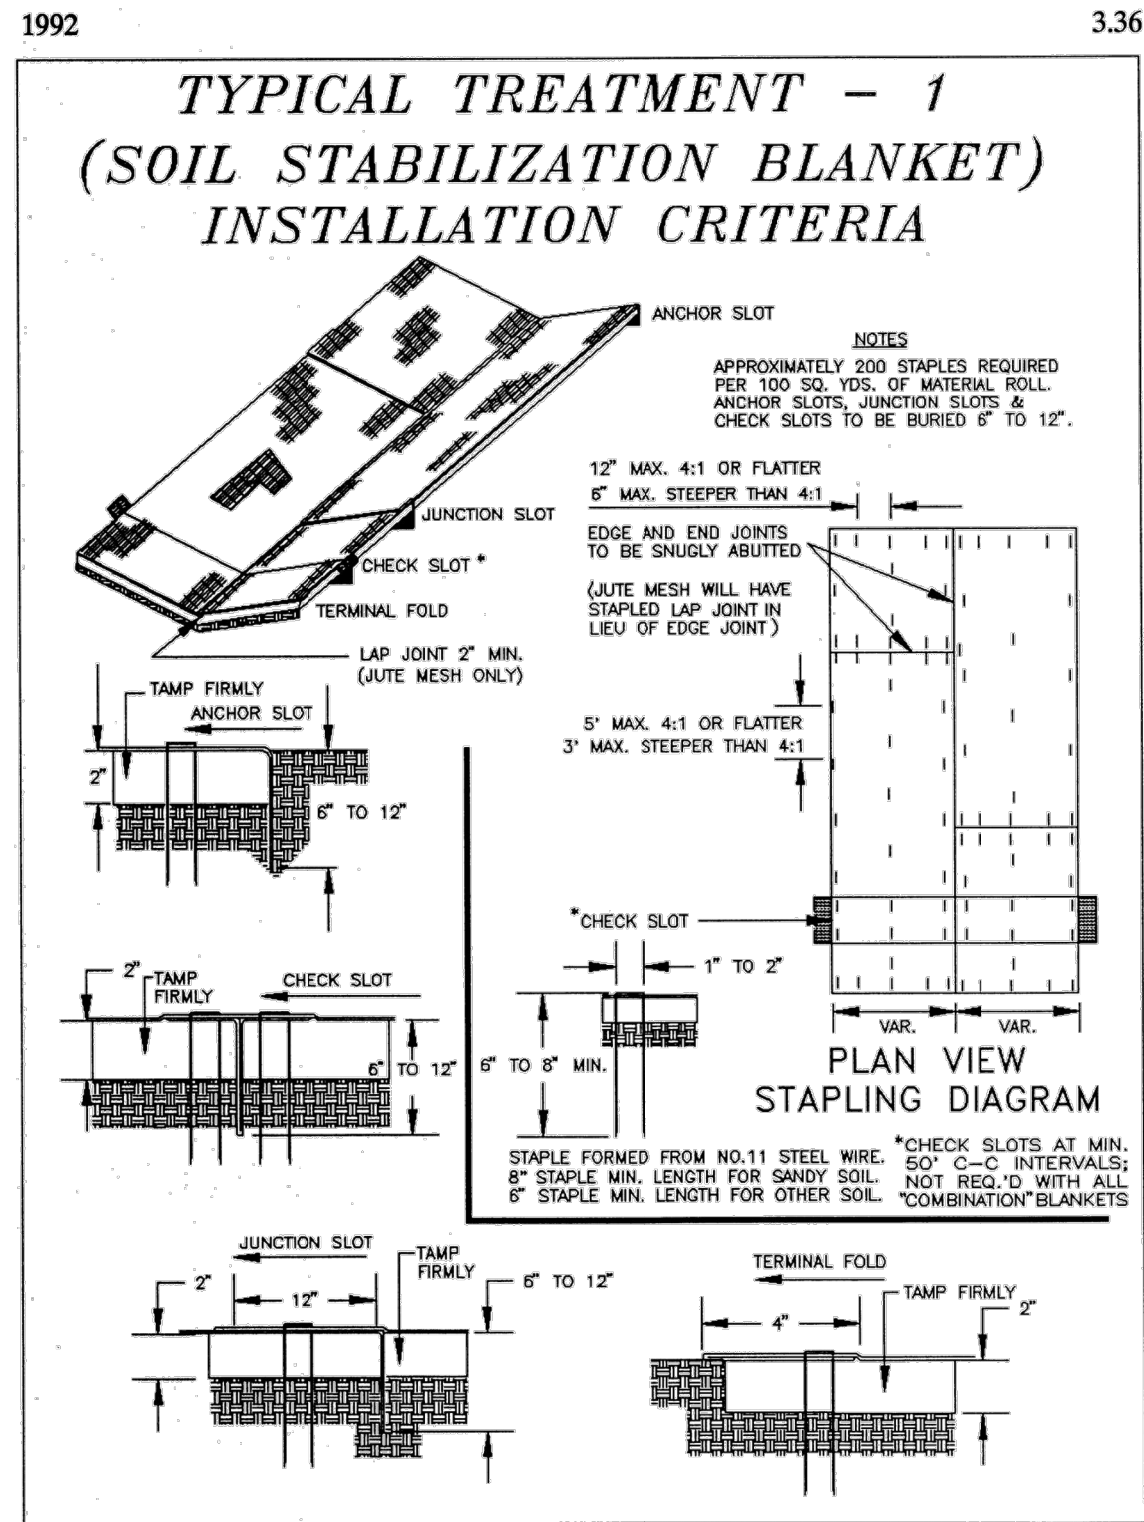 1992
3.36
TYPICAL TREATMENT - 1
(SOIL STABILIZATION BLANKET)
INSTALLATION CRITERIA
ANCHOR SLOT
NOTES
APPROXIMATELY 200 STAPLES REQUIRED
PER 100 SQ. YDS. OF MATERIAL ROLL.
ANCHOR SLOTS, JUNCTION SLOTS &
CHECK SLOTS TO BE BURIED 6" TO 12".
12" MAX. 4:1 OR FLATTER
6" MAX. STEEPER THAN 4:1
JUNCTION SLOT
EDGE AND END JOINTS
TO BE SNUGLY ABUTTED
CHECK SLOT *
(JUTE MESH WILL HAVE
STAPLED LAP JOINT IN
LIEU OF EDGE JOINT)
TERMINAL FOLD
LAP JOINT 2" MIN.
(JUTE MESH ONLY)
TAMP FIRMLY
ANCHOR SLOT
2"
6" TO 12"
5' MAX. 4:1 OR FLATTER
3' MAX. STEEPER THAN 4:1
*CHECK SLOT
1" TO 2"
2"
TAMP
FIRMLY
CHECK SLOT
6" TO 12"
6" TO 8" MIN.
VAR.
VAR.
PLAN VIEW
STAPLING DIAGRAM
STAPLE FORMED FROM NO.11 STEEL WIRE.
8" STAPLE MIN. LENGTH FOR SANDY SOIL.
6" STAPLE MIN. LENGTH FOR OTHER SOIL.
*CHECK SLOTS AT MIN.
50' C-C INTERVALS;
NOT REQ.'D WITH ALL
"COMBINATION" BLANKETS
JUNCTION SLOT
2"
12"
TAMP
FIRMLY
6" TO 12"
TERMINAL FOLD
4"
TAMP FIRMLY
2"